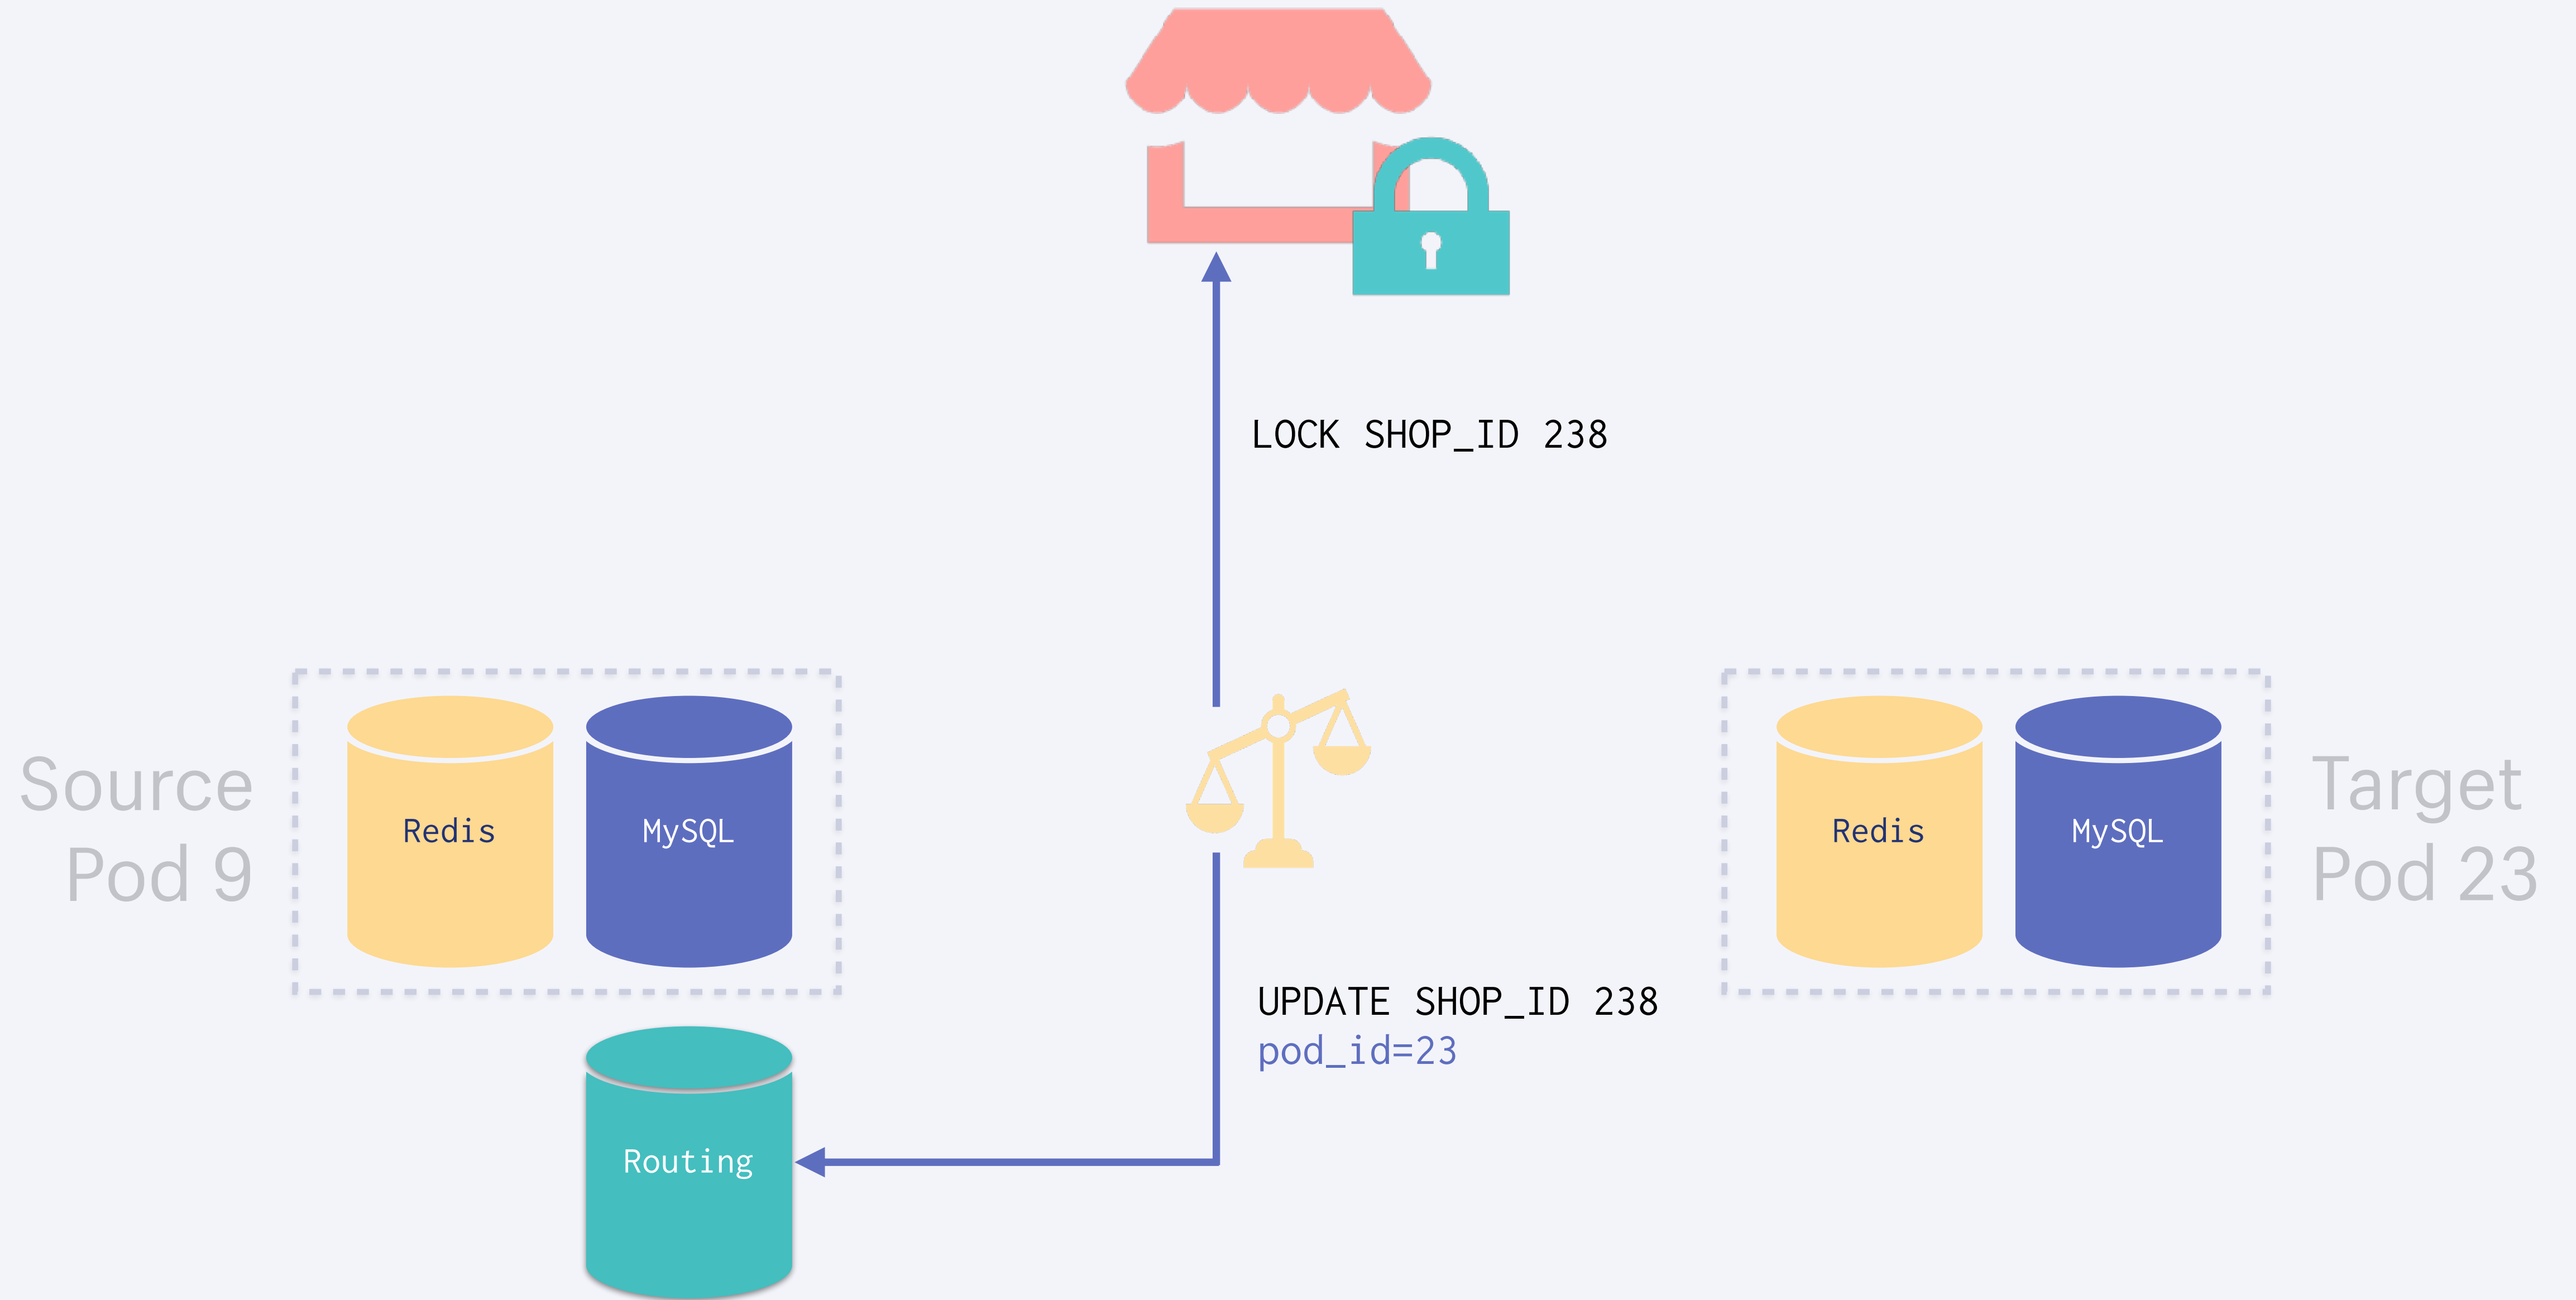 LOCK SHOP_ID 238
Source
Pod 9
Redis
MySQL
Redis
MySQL
Target
Pod 23
UPDATE SHOP_ID 238
pod_id=23
Routing